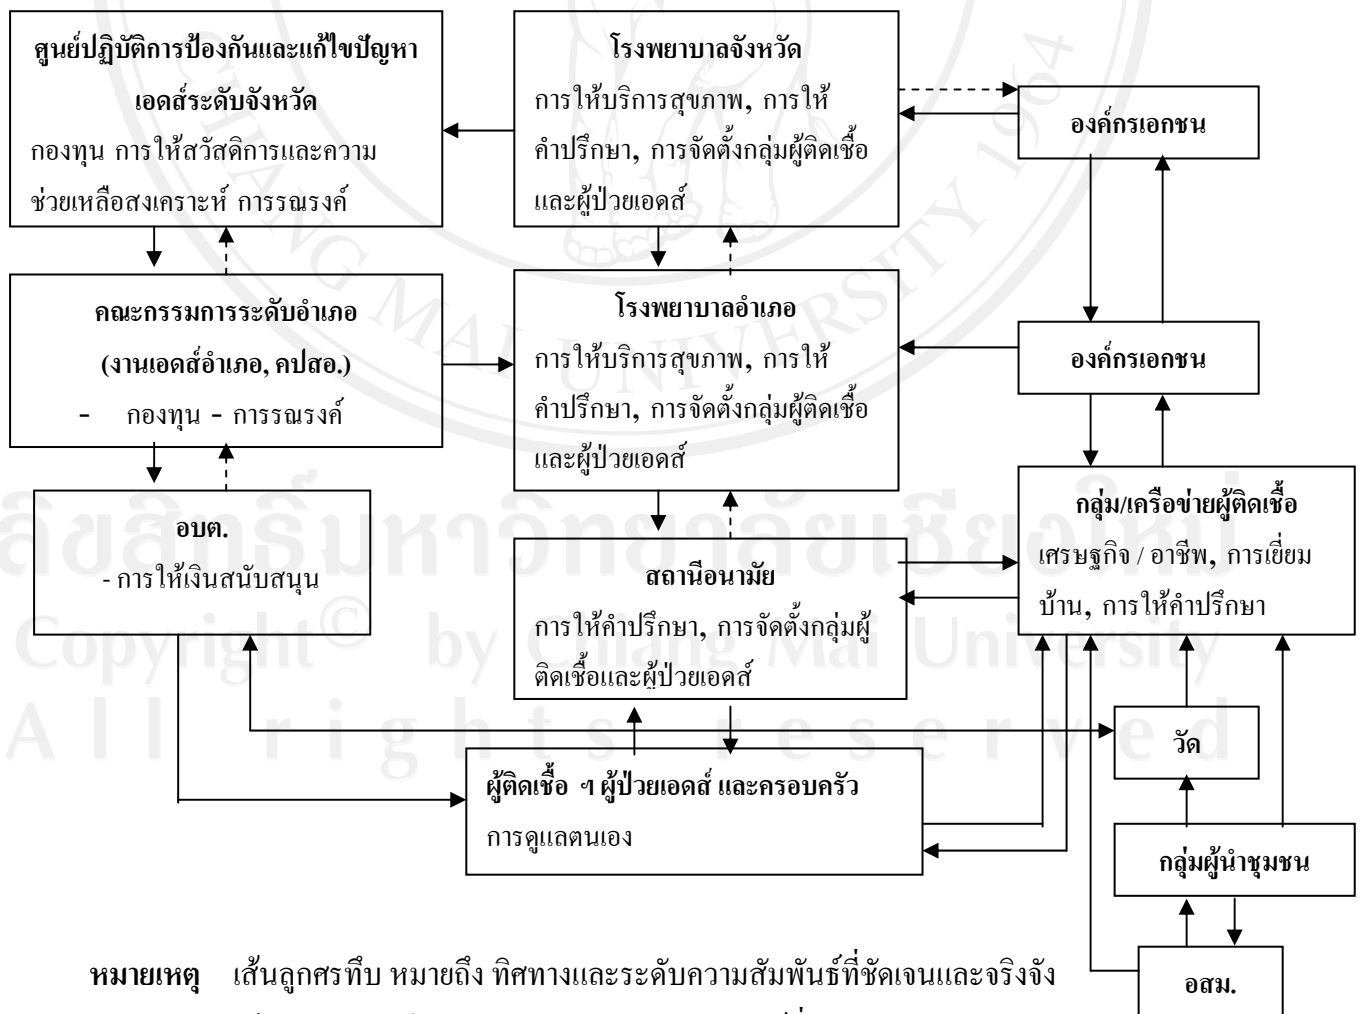 ศูนย์ปฏิบัติการป้องกันและแก้ไขปัญหา
เอดส์ระดับจังหวัด
กองทุน การให้สวัสดิการและความ
ช่วยเหลือสงเคราะห์ การรณรงค์
โรงพยาบาลจังหวัด
การให้บริการสุขภาพ, การให้
คำปรึกษา, การจัดตั้งกลุ่มผู้ติดเชื้อ
และผู้ป่วยเอดส์
องค์กรเอกชน
คณะกรรมการระดับอำเภอ
(งานเอดส์อำเภอ, คปสอ.)
- กองทุน - การรณรงค์
โรงพยาบาลอำเภอ
การให้บริการสุขภาพ, การให้
คำปรึกษา, การจัดตั้งกลุ่มผู้ติดเชื้อ
และผู้ป่วยเอดส์
องค์กรเอกชน
อบต.
- การให้เงินสนับสนุน
สถานีอนามัย
การให้คำปรึกษา, การจัดตั้งกลุ่มผู้
ติดเชื้อและผู้ป่วยเอดส์
กลุ่ม/เครือข่ายผู้ติดเชื้อ
เศรษฐกิจ / อาชีพ, การเยี่ยม
บ้าน, การให้คำปรึกษา
วัด
ผู้ติดเชื้อ ฯ ผู้ป่วยเอดส์ และครอบครัว
การดูแลตนเอง
กลุ่มผู้นำชุมชน
อสม.
หมายเหตุ เส้นลูกศรทึบ หมายถึง ทิศทางและระดับความสัมพันธ์ที่ชัดเจนและจริงจัง
CHIANG MAI UNIVERSITY 1964
ลิขสิทธิ์มหาวิทยาลัยเชียงใหม่
Copyright© by Chiang Mai University
All rights reserved